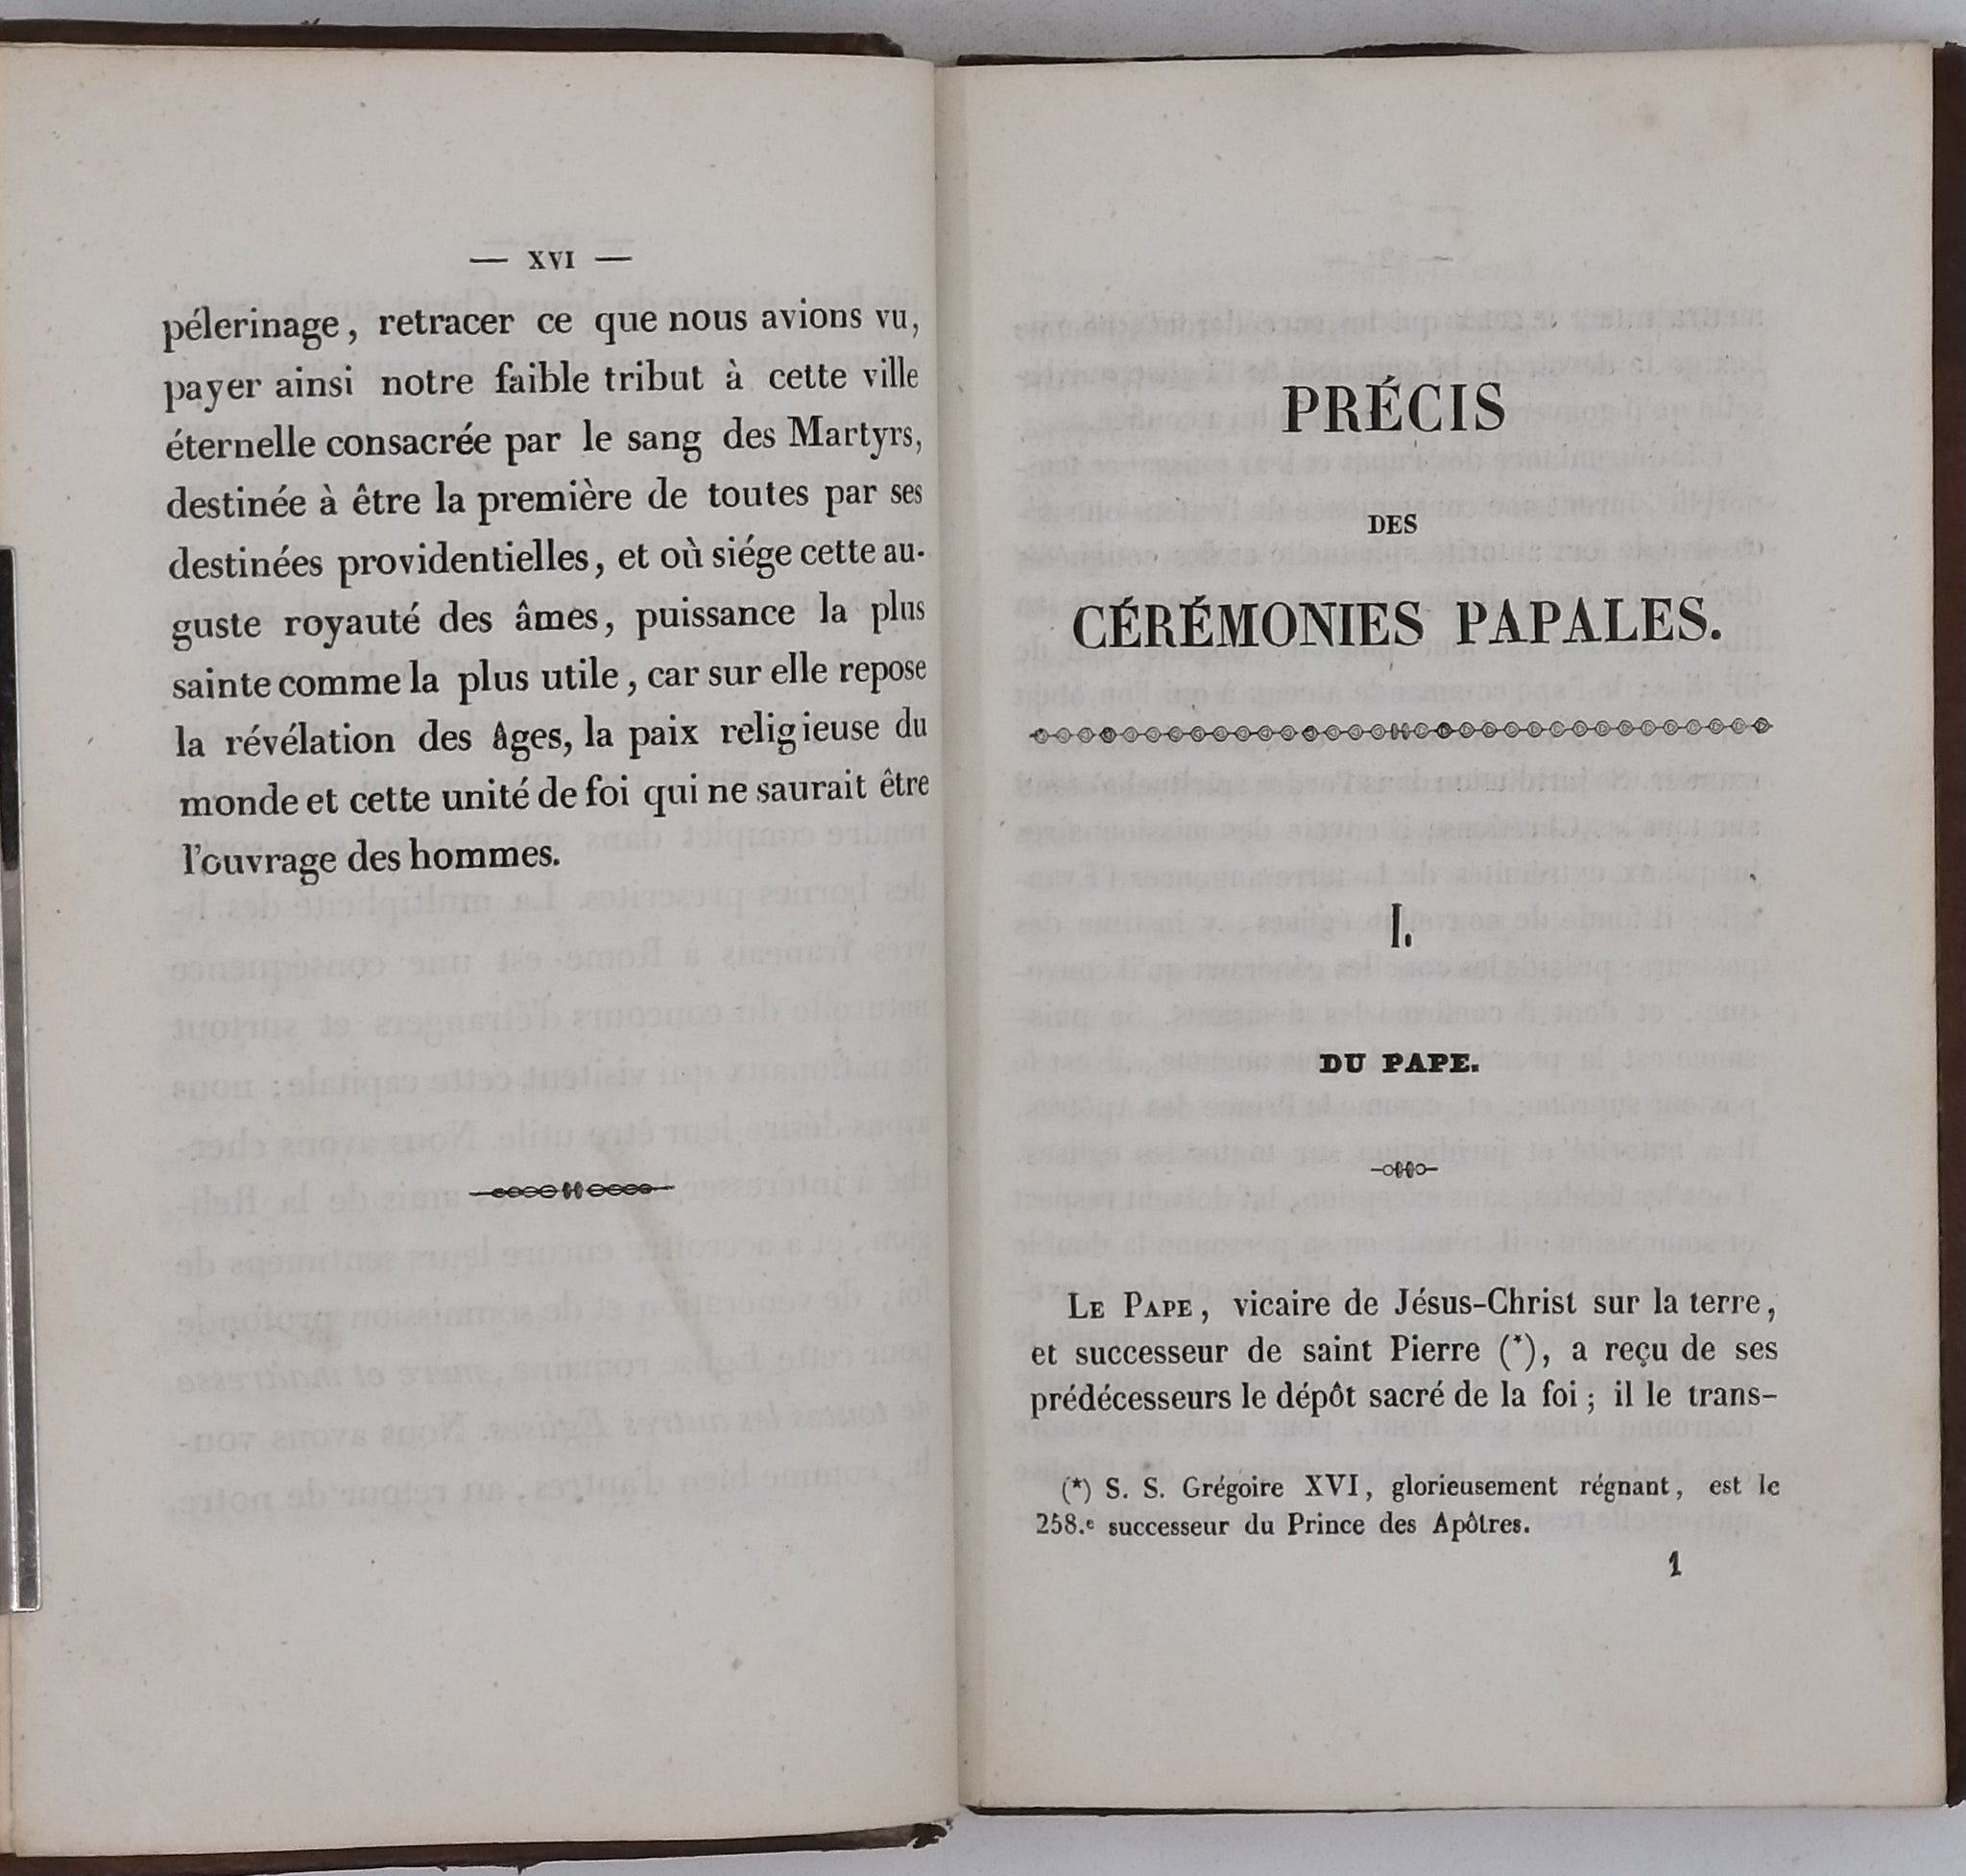 — XVI —
pélerinage, retracer ce que nous avions vu,
payer ainsi notre faible tribut à cette ville
éternelle consacrée par le sang des Martyrs,
destinée à être la première de toutes par ses
destinées providentielles, et où siége cette au-
guste royauté des âmes, puissance la plus
sainte comme la plus utile, car sur elle repose
la révélation des âges, la paix religieuse du
monde et cette unité de foi qui ne saurait être
l'ouvrage des hommes.
PRÉCIS
DES
CÉRÉMONIES PAPALES.
I.
DU PAPE.
LE PAPE, vicaire de Jésus-Christ sur la terre,
et successeur de saint Pierre (*), a reçu de ses
prédécesseurs le dépôt sacré de la foi ; il le trans-
(*) S. S. Grégoire XVI, glorieusement régnant, est le
258.e successeur du Prince des Apôtres.
1